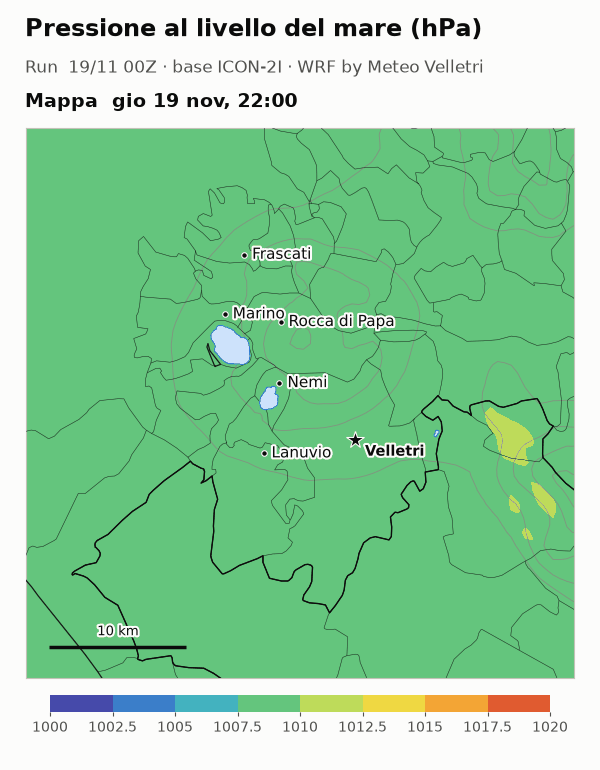 Pressione al livello del mare (hPa)
Run  19/11 00Z · base ICON-2I · WRF by Meteo Velletri
Mappa  gio 19 nov, 22:00
Frascati
Marino
Rocca di Papa
Nemi
Velletri
Lanuvio
10 km
1000 1002.5 1005 1007.5 1010 1012.5 1015 1017.5 1020